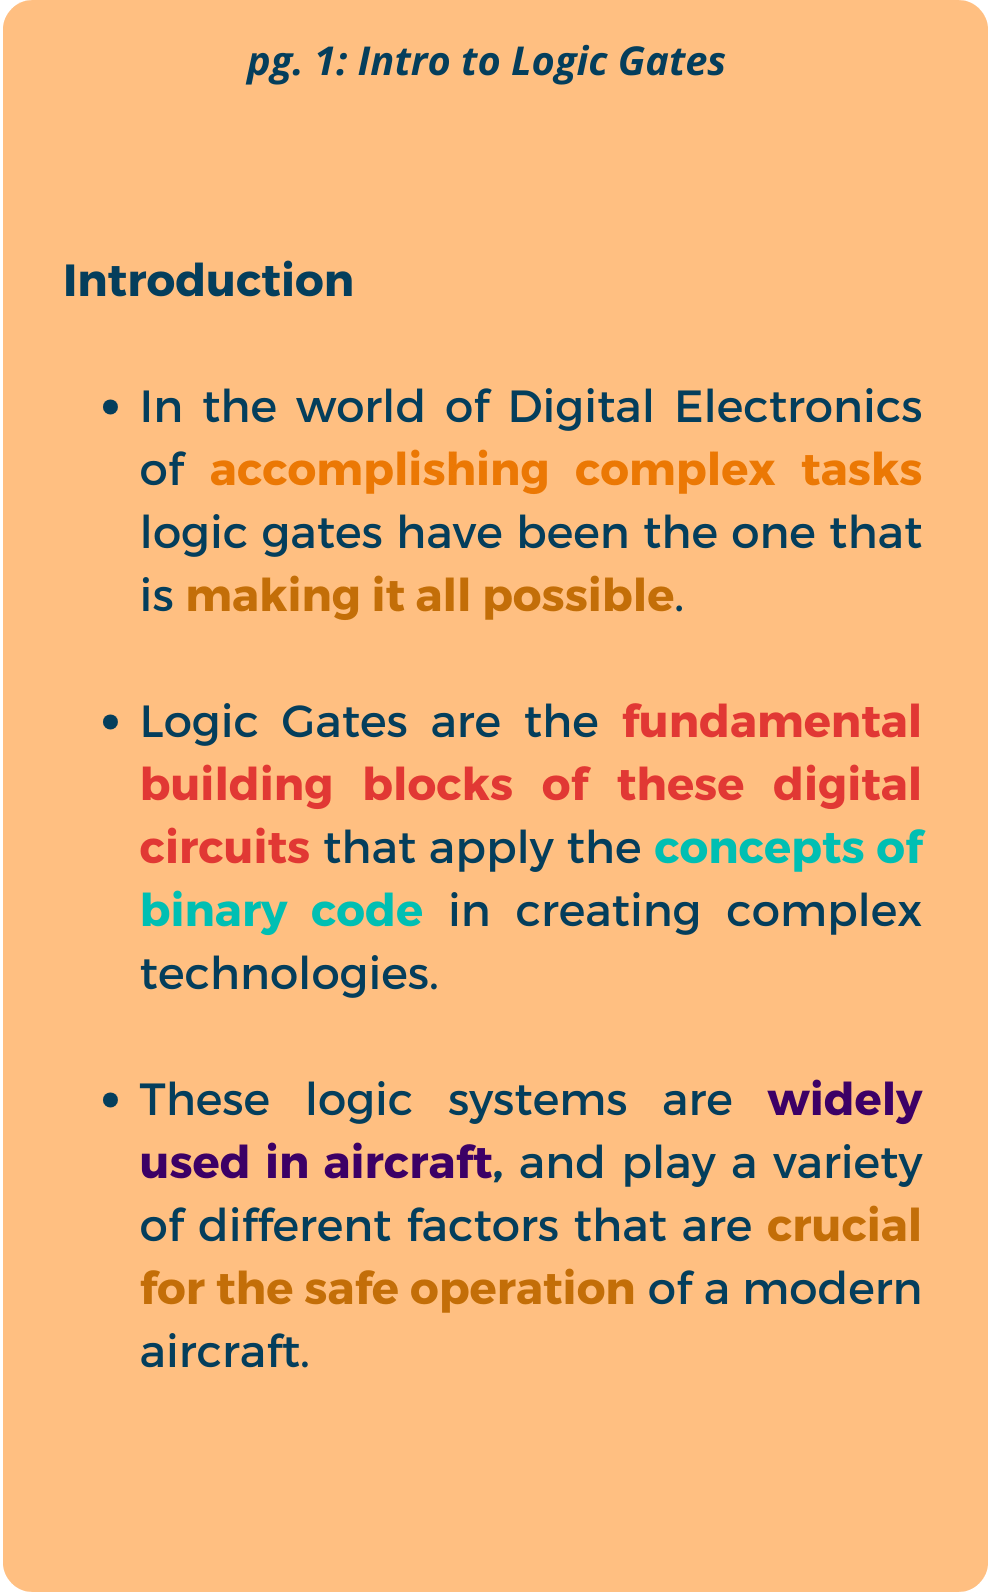 pg. 1: Intro to Logic Gates
Introduction
• In the world of Digital Electronics
of accomplishing complex tasks
logic gates have been the one that
is making it all possible.
• Logic Gates are the fundamental
building blocks of these digital
circuits that apply the concepts of
binary code in creating complex
technologies.
• These logic systems are widely
used in aircraft, and play a variety
of different factors that are crucial
for the safe operation of a modern
aircraft.